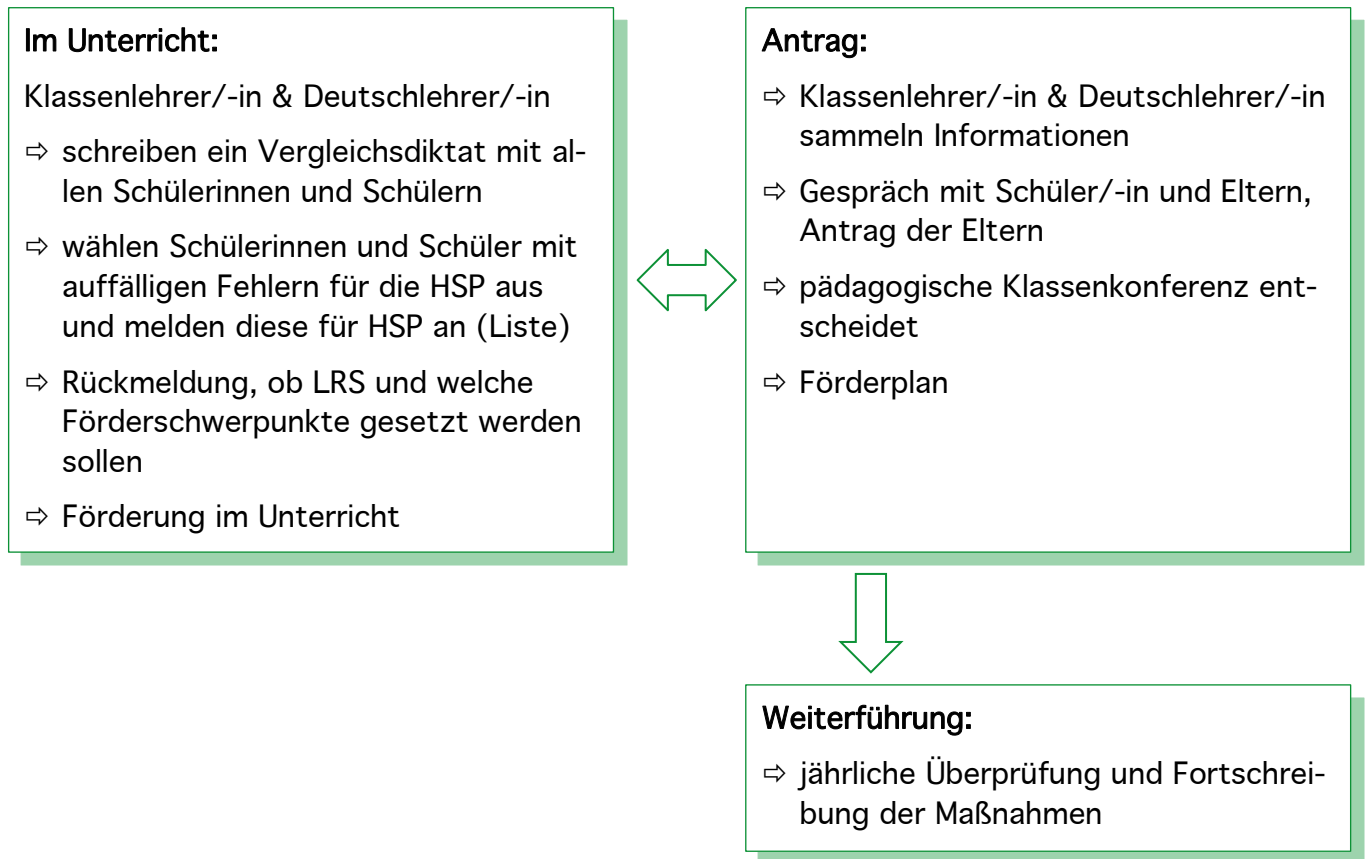 Im Unterricht:
Klassenlehrer/-in & Deutschlehrer/-in
⇨ schreiben ein Vergleichsdiktat mit al-
len Schülerinnen und Schülern
⇨ wählen Schülerinnen und Schüler mit
auffälligen Fehlern für die HSP aus
und melden diese für HSP an (Liste)
⇨ Rückmeldung, ob LRS und welche
Förderschwerpunkte gesetzt werden
sollen
⇨ Förderung im Unterricht
Antrag:
⇨ Klassenlehrer/-in & Deutschlehrer/-in
sammeln Informationen
⇨ Gespräch mit Schüler/-in und Eltern,
Antrag der Eltern
⇨ pädagogische Klassenkonferenz ent-
scheidet
⇨ Förderplan
Weiterführung:
⇨ jährliche Überprüfung und Fortschrei-
bung der Maßnahmen